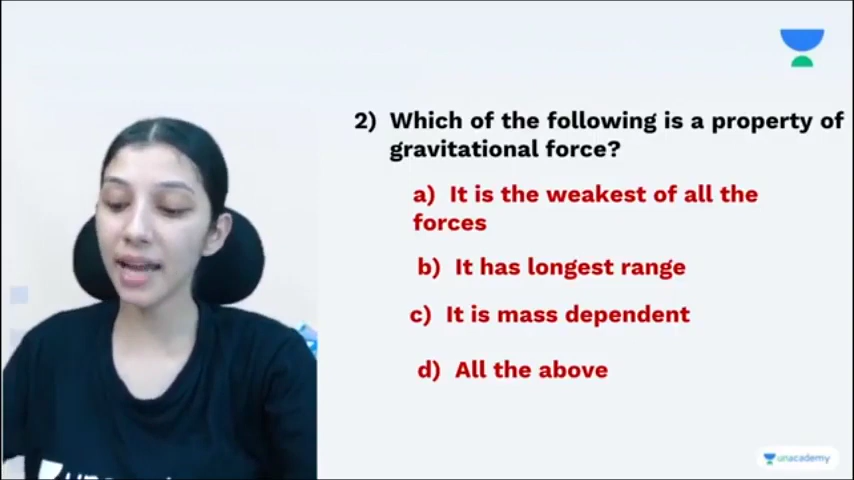 2) Which of the following is a property of
gravitational force?
a) It is the weakest of all the
forces
b) It has longest range
c) It is mass dependent
d) All the above
unacademy